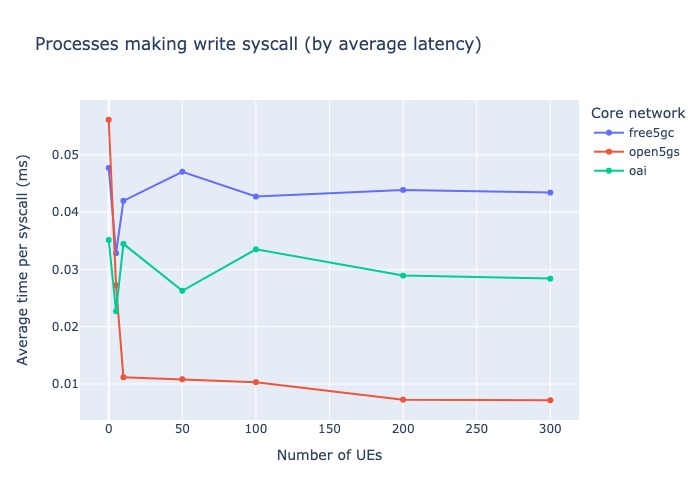 Processes making write syscall (by average latency)
Core network
free5gc
open5gs
oai
Average time per syscall (ms)
0.05
0.04
0.03
0.02
0.01
0 50 100 150 200 250 300
Number of UEs